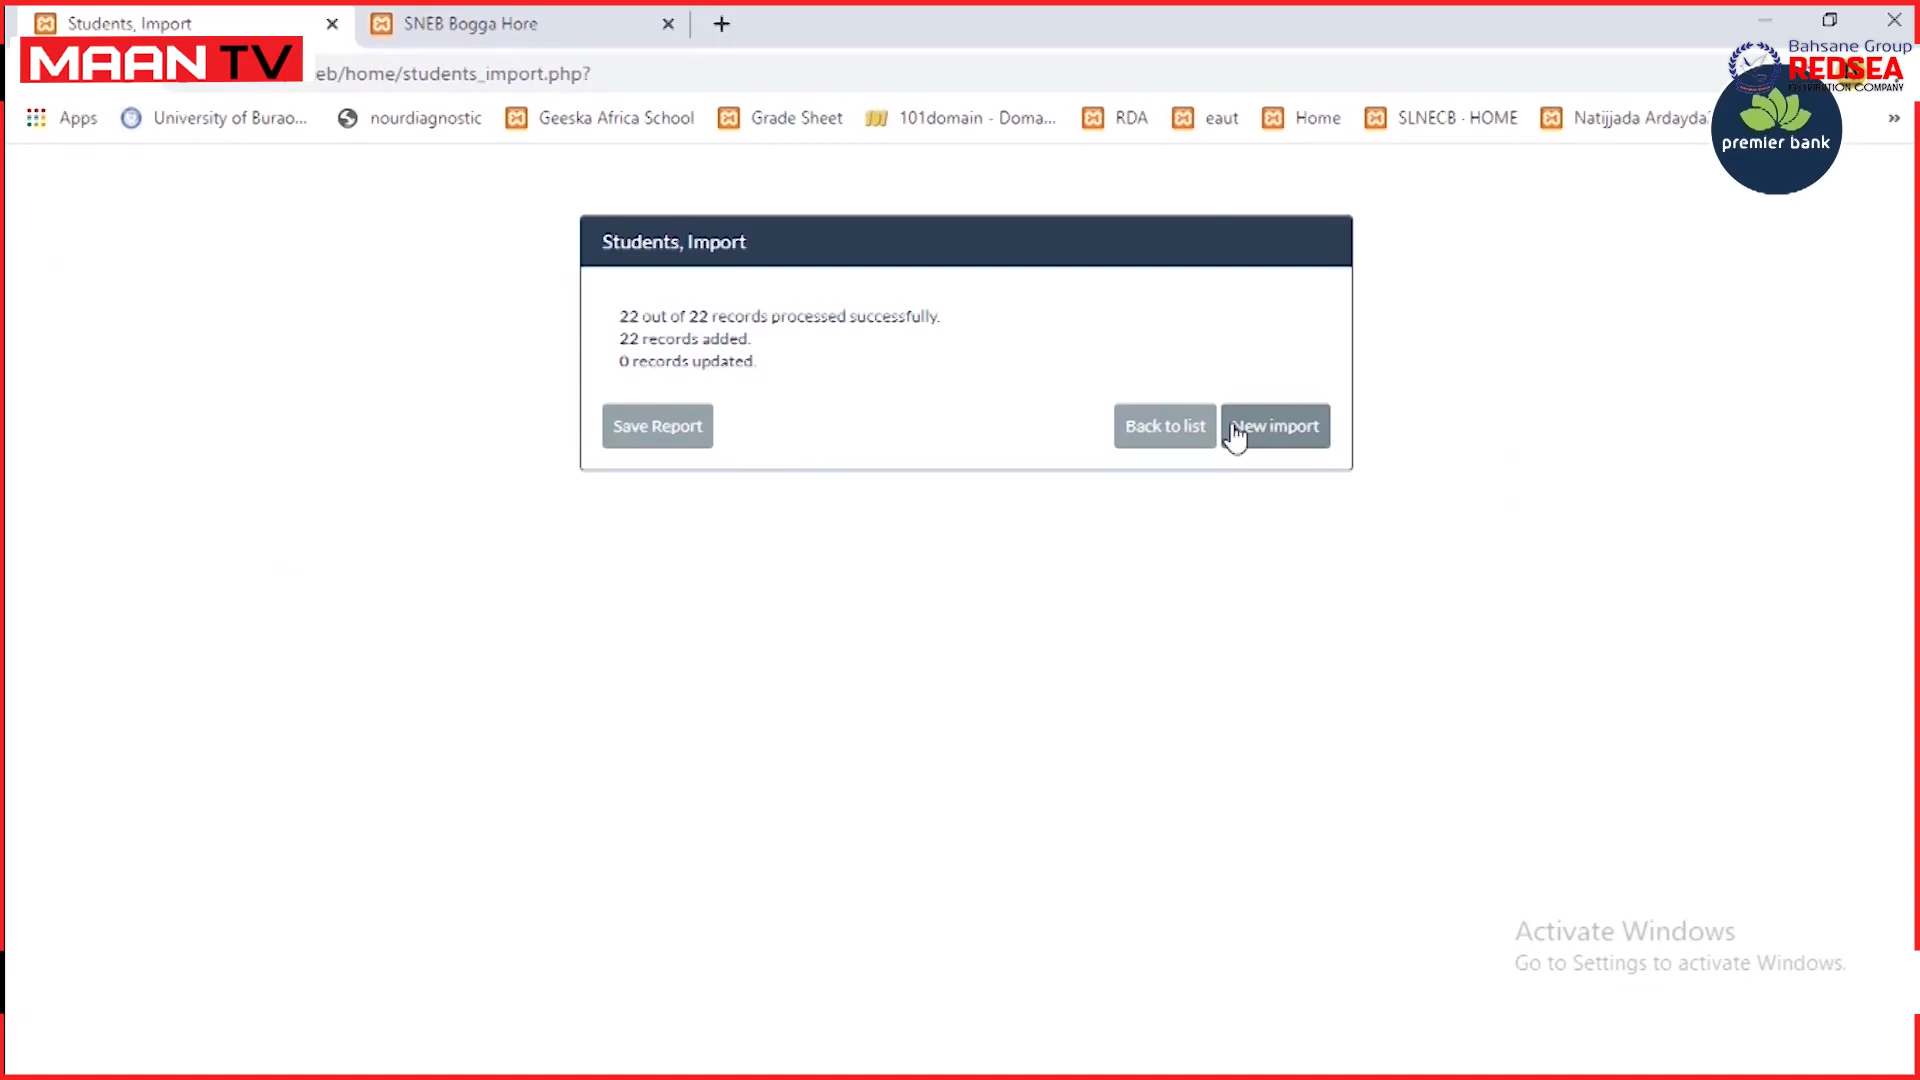 Students, Import
SNEB Bogga Hore
MAAN TV
eb/home/students_import.php?
Bahsane Group
REDSEA
DISTRIBUTION COMPANY
premier bank
Apps
University of Burao...
nourdiagnostic
Geeska Africa School
Grade Sheet
101domain - Doma...
RDA
eaut
Home
SLNECB - HOME
Natijjada Ardayda
Students, Import
22 out of 22 records processed successfully.
22 records added.
0 records updated.
Save Report
Back to list
New import
Activate Windows
Go to Settings to activate Windows.